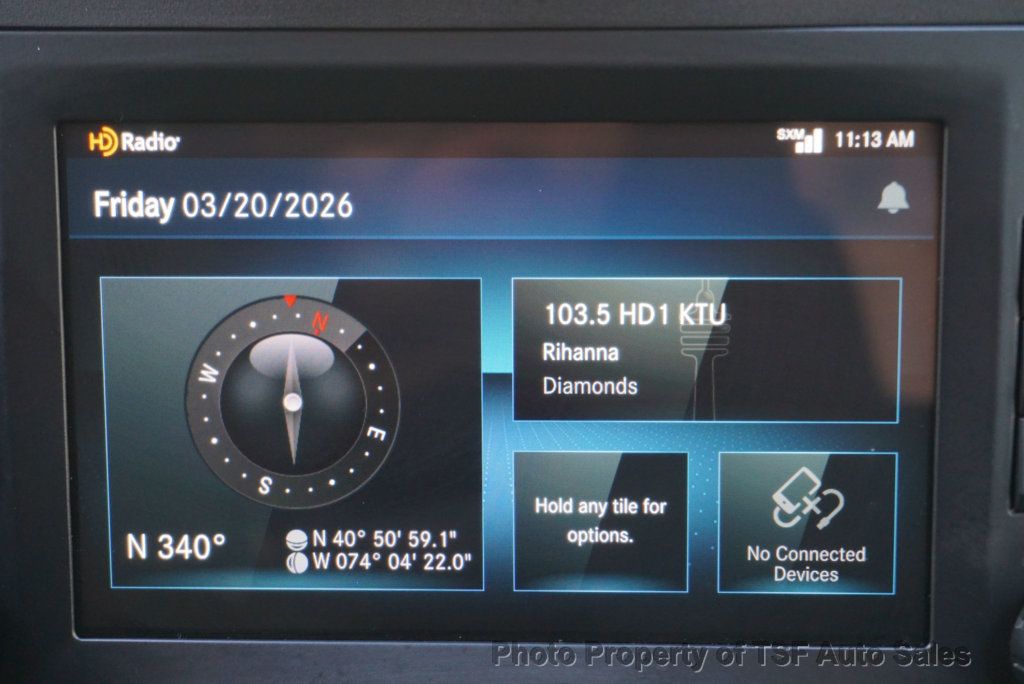 HD Radio
SXM 11:13 AM
Friday 03/20/2026
N
W
E
S
N 340°
N 40° 50' 59.1"
W 074° 04' 22.0"
103.5 HD1 KTU
Rihanna
Diamonds
Hold any tile for
options.
No Connected
Devices
Photo Property of TSF Auto Sales